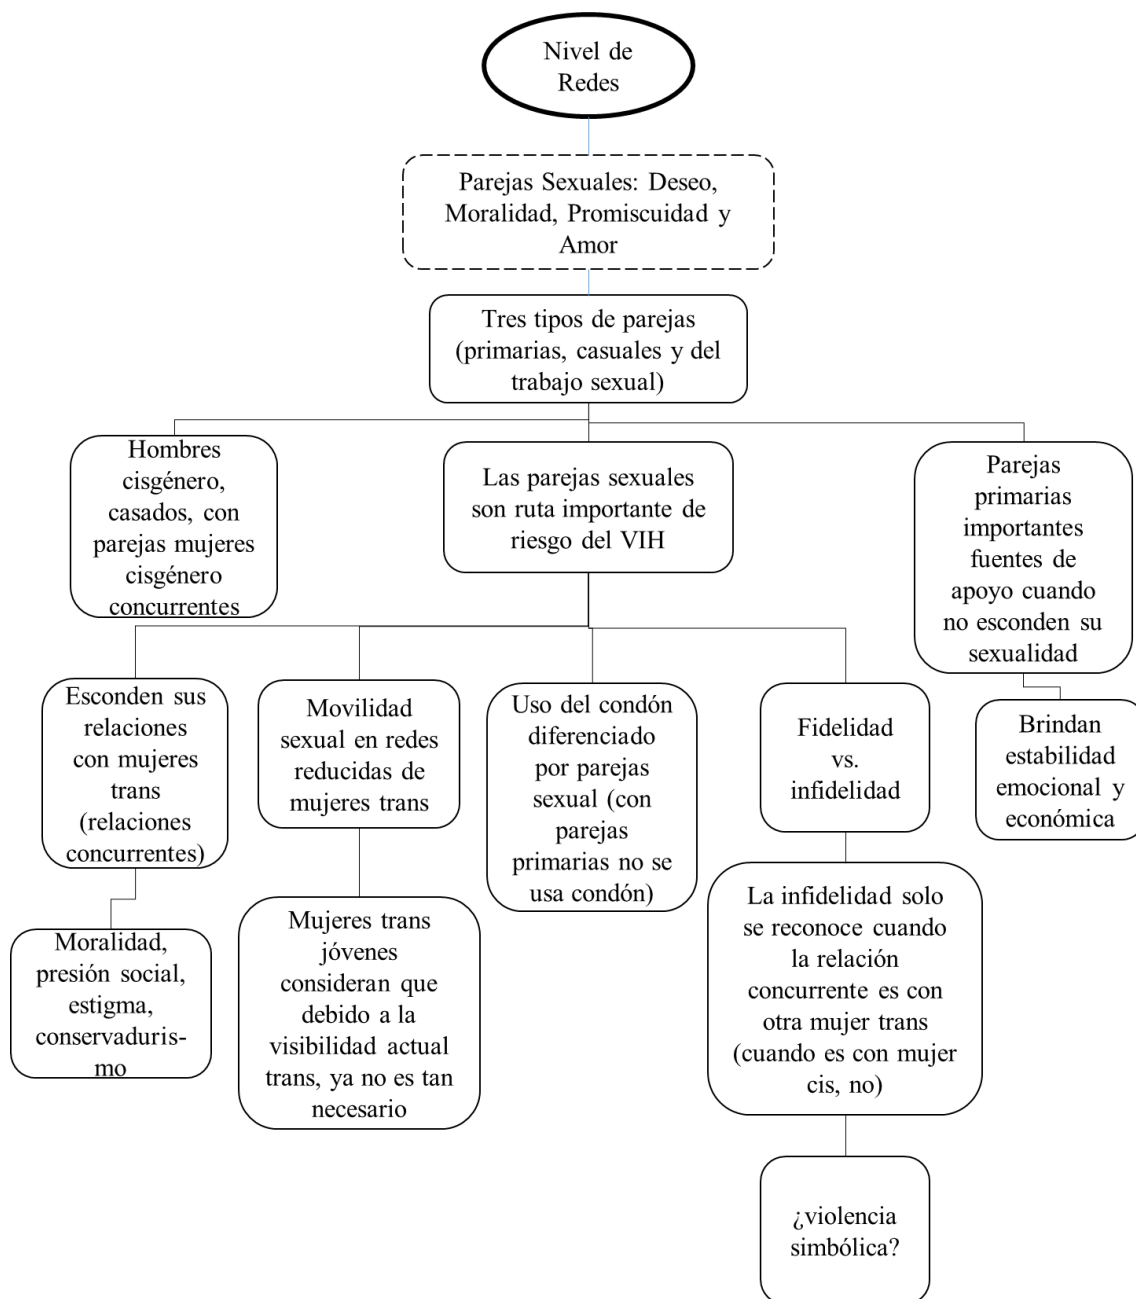 Nivel de
Redes
Parejas Sexuales: Deseo,
Moralidad, Promiscuidad y
Amor
Tres tipos de parejas
(primarias, casuales y del
trabajo sexual)
Hombres
cisgénero,
casados, con
parejas mujeres
cisgénero
concurrentes
Las parejas sexuales
son ruta importante de
riesgo del VIH
Parejas
primarias
importantes
fuentes de
apoyo cuando
no esconden su
sexualidad
Esconden sus
relaciones
con mujeres
trans
(relaciones
concurrentes)
Movilidad
sexual en redes
reducidas de
mujeres trans
Uso del condón
diferenciado
por parejas
sexual (con
parejas
primarias no se
usa condón)
Fidelidad
vs.
infidelidad
Brindan
estabilidad
emocional y
económica
Moralidad,
presión social,
estigma,
conservaduris-
mo
Mujeres trans
jóvenes
consideran que
debido a la
visibilidad actual
trans, ya no es tan
necesario
La infidelidad solo
se reconoce cuando
la relación
concurrente es con
otra mujer trans
(cuando es con mujer
cis, no)
¿violencia
simbólica?